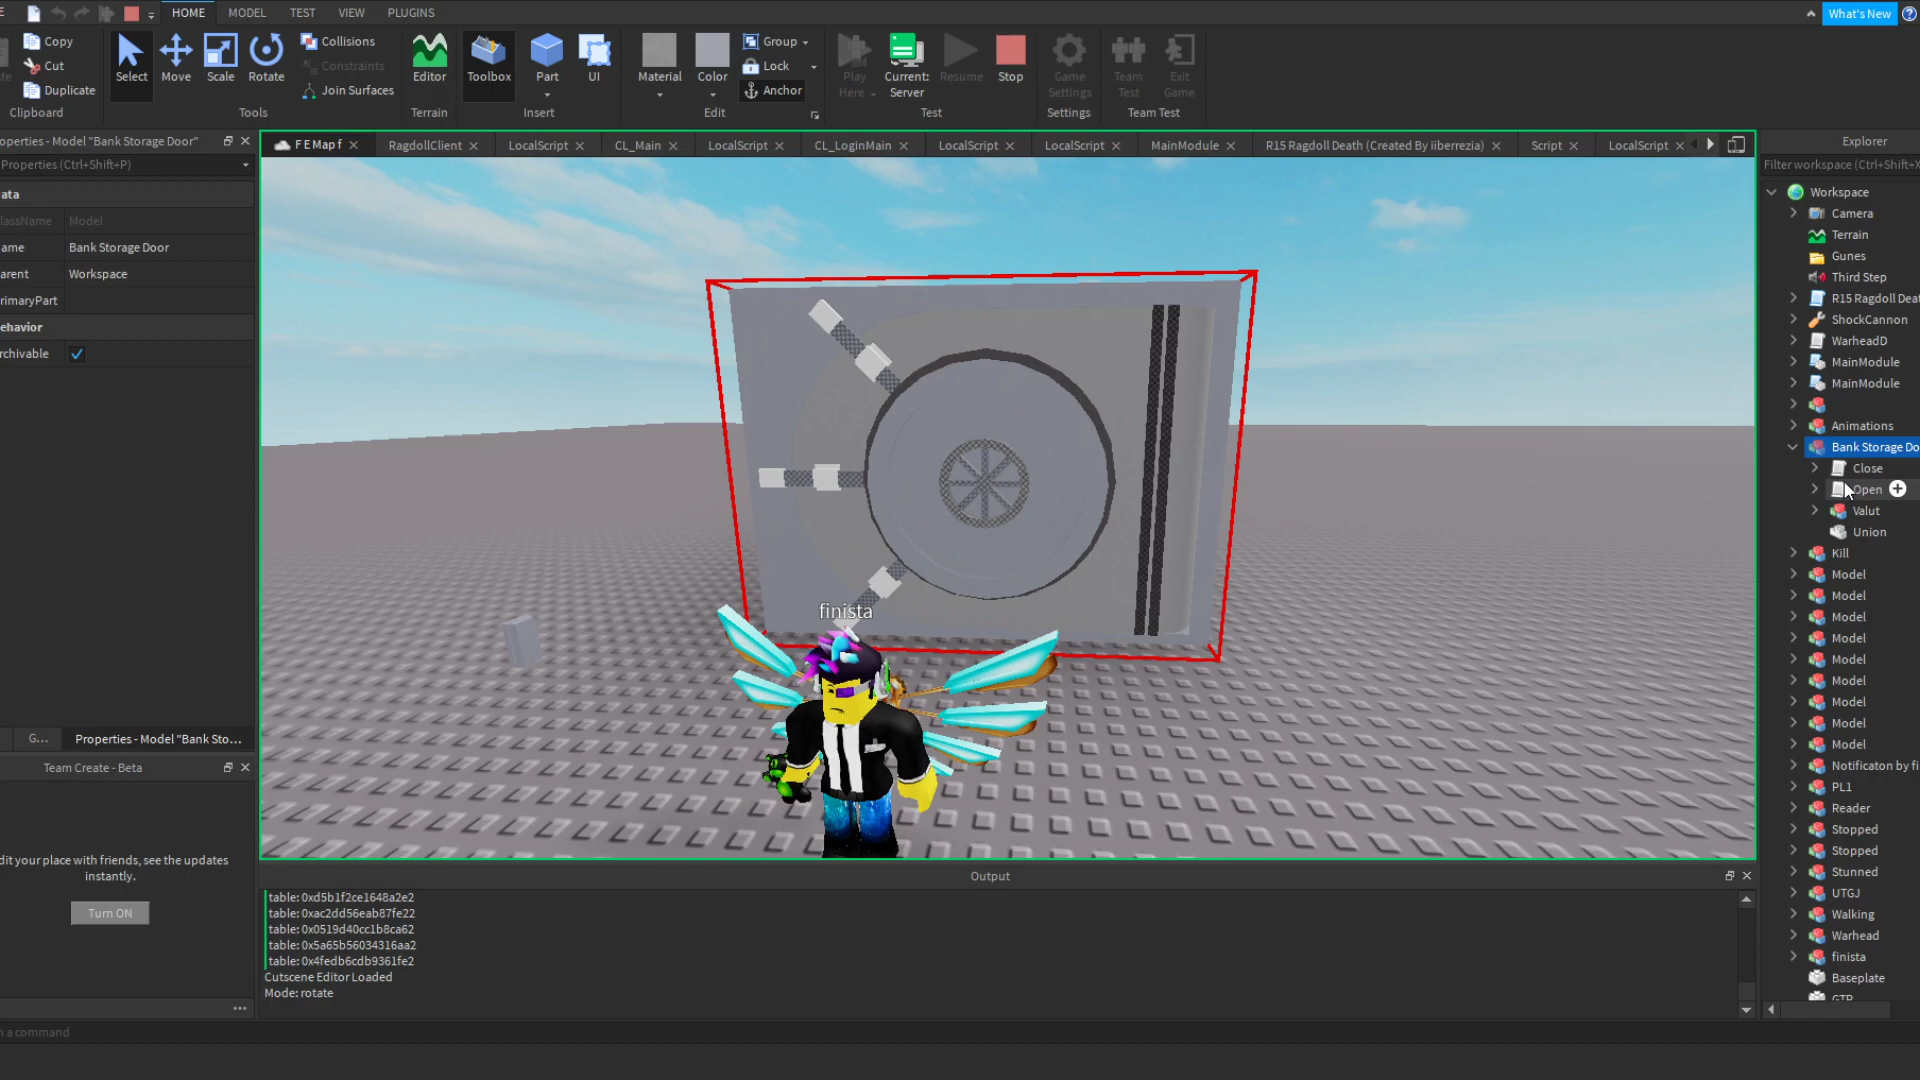 HOME MODEL TEST VIEW PLUGINS
What's New
Copy
Cut
Duplicate
Clipboard
Select Move Scale Rotate
Collisions
Constraints
Join Surfaces
Tools
Editor
Terrain
Toolbox Part UI
Insert
Material Color
Group
Lock
Anchor
Edit
Play Here
Current: Server
Resume
Stop
Test
Game Settings
Settings
Team Test
Exit Game
Team Test
operties - Model "Bank Storage Door"
Properties (Ctrl+Shift+P)
ata
lassName Model
ame Bank Storage Door
arent Workspace
rimaryPart
ehavior
rchivable
G...
Properties - Model "Bank Sto...
Team Create - Beta
dit your place with friends, see the updates
instantly.
Turn ON
n a command
F E Map f RagdollClient LocalScript CL_Main LocalScript CL_LoginMain LocalScript LocalScript MainModule R15 Ragdoll Death (Created By iiberrezia) Script LocalScript
finista
Output
table: 0xd5b1f2ce1648a2e2
table: 0xac2dd56eab87fe22
table: 0x0519d40cc1b8ca62
table: 0x5a65b56034316aa2
table: 0x4fedb6cdb9361fe2
Cutscene Editor Loaded
Mode: rotate
Explorer
Filter workspace (Ctrl+Shift+X
Workspace
Camera
Terrain
Gunes
Third Step
R15 Ragdoll Deat
ShockCannon
WarheadD
MainModule
MainModule
Animations
Bank Storage Do
Close
Open
Valut
Union
Kill
Model
Model
Model
Model
Model
Model
Model
Model
Model
Notificaton by fi
PL1
Reader
Stopped
Stopped
Stunned
UTGJ
Walking
Warhead
finista
Baseplate